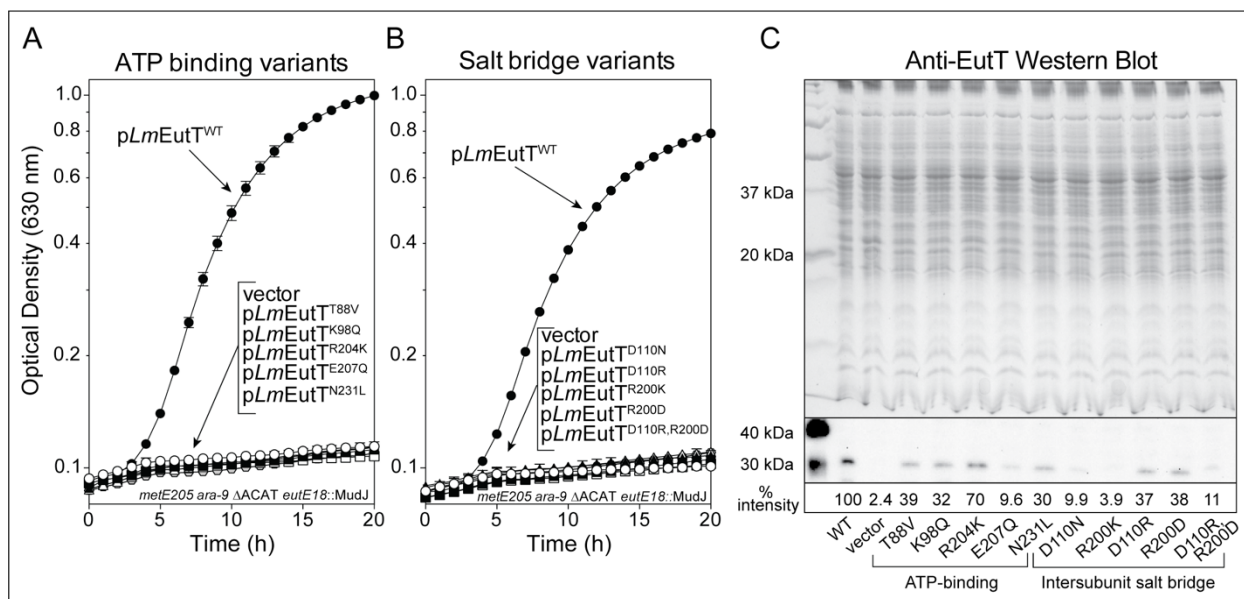 A
ATP binding variants
Optical Density (630 nm)
1.0
0.8
0.6
0.4
0.2
0.1
pLmEutTWT
vector
pLmEutTT88V
pLmEutTK98Q
pLmEutTR204K
pLmEutTE207Q
pLmEutTN231L
metE205 ara-9 ΔACAT eutE18::MudJ
0 5 10 15 20
Time (h)
B
Salt bridge variants
1.0
0.8
0.6
0.4
0.2
0.1
pLmEutTWT
vector
pLmEutTD110N
pLmEutTD110R
pLmEutTR200K
pLmEutTR200D
pLmEutTD110R,R200D
metE205 ara-9 ΔACAT eutE18::MudJ
0 5 10 15 20
Time (h)
C
Anti-EutT Western Blot
37 kDa
20 kDa
40 kDa
30 kDa
%
intensity
100 2.4 39 32 70 9.6 30 9.9 3.9 37 38 11
WT
vector
T88V
K98Q
R204K
E207Q
N231L
D110N
R200K
D110R
R200D
D110R
R200D
ATP-binding
Intersubunit salt bridge